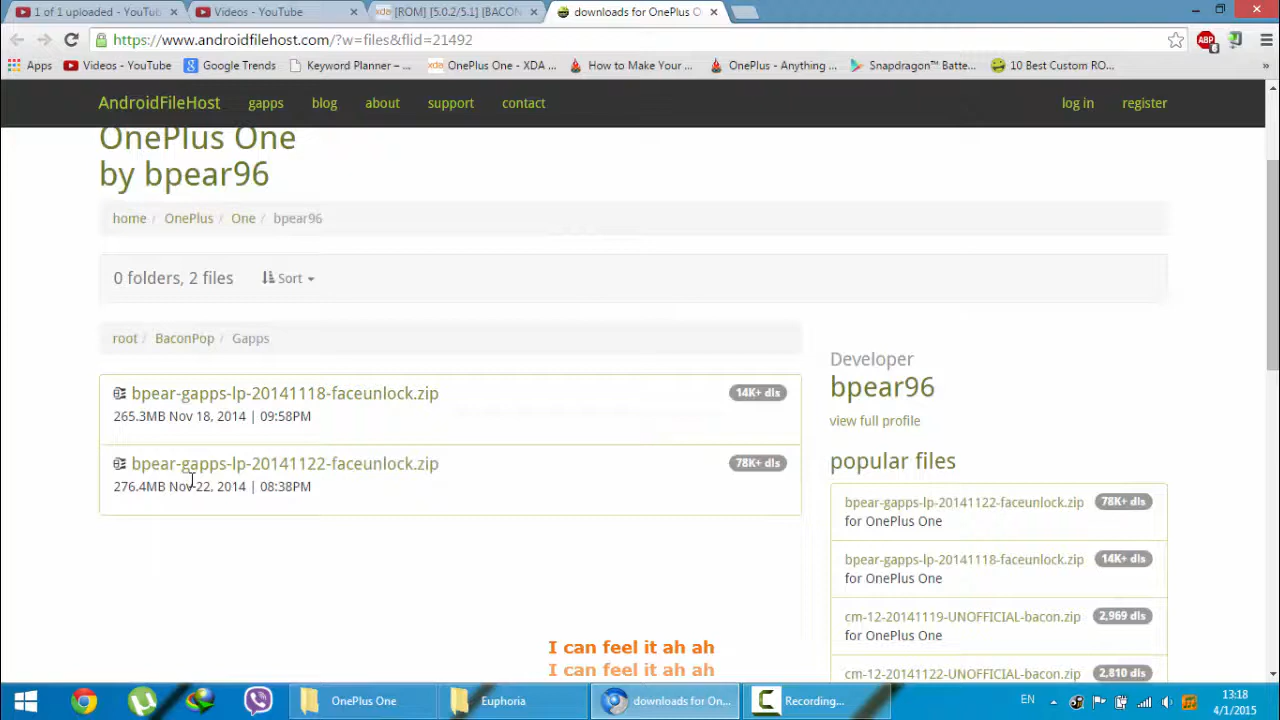 1 of 1 uploaded - YouTu
Videos - YouTube
[ROM] [5.0.2/5.1] [BACON
downloads for OnePlus O
https://www.androidfilehost.com/?w=files&flid=21492
ABP
Apps
Videos - YouTube
Google Trends
Keyword Planner – ...
OnePlus One - XDA ...
How to Make Your ...
OnePlus - Anything ...
Snapdragon™ Batte...
10 Best Custom RO...
»
AndroidFileHost
gapps
blog
about
support
contact
log in
register
OnePlus One
by bpear96
home / OnePlus / One / bpear96
0 folders, 2 files
Sort
root / BaconPop / Gapps
bpear-gapps-lp-20141118-faceunlock.zip
14K+ dls
265.3MB Nov 18, 2014 | 09:58PM
bpear-gapps-lp-20141122-faceunlock.zip
78K+ dls
276.4MB Nov 22, 2014 | 08:38PM
Developer
bpear96
view full profile
popular files
bpear-gapps-lp-20141122-faceunlock.zip
78K+ dls
for OnePlus One
bpear-gapps-lp-20141118-faceunlock.zip
14K+ dls
for OnePlus One
cm-12-20141119-UNOFFICIAL-bacon.zip
2,969 dls
for OnePlus One
cm-12-20141122-UNOFFICIAL-bacon.zip
2,810 dls
I can feel it ah ah
I can feel it ah ah
OnePlus One
Euphoria
downloads for On...
Recording...
EN
13:18
4/1/2015